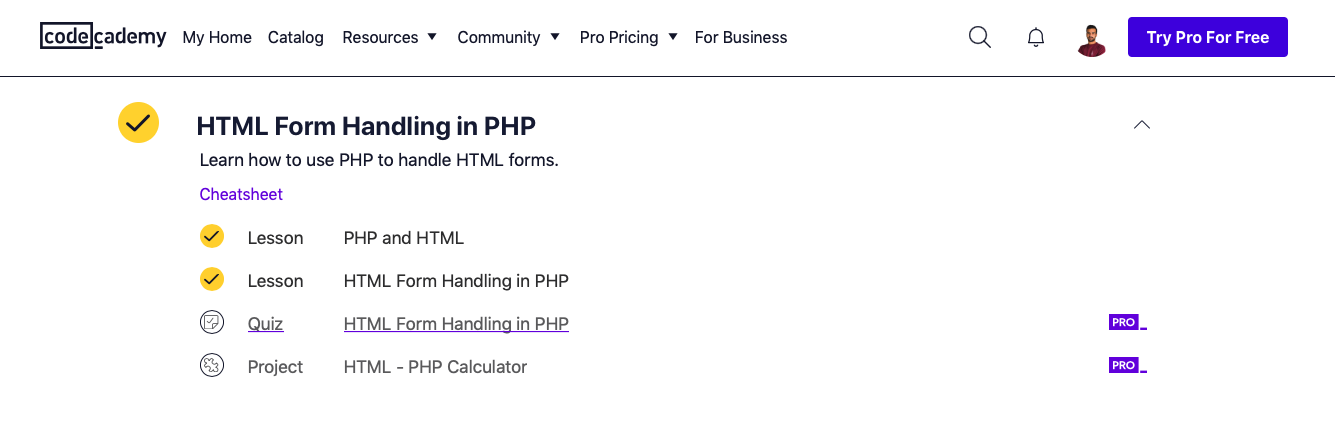 codecademy My Home Catalog Resources Community Pro Pricing For Business Try Pro For Free
HTML Form Handling in PHP
Learn how to use PHP to handle HTML forms.
Cheatsheet
Lesson PHP and HTML
Lesson HTML Form Handling in PHP
Quiz HTML Form Handling in PHP PRO_
Project HTML - PHP Calculator PRO_